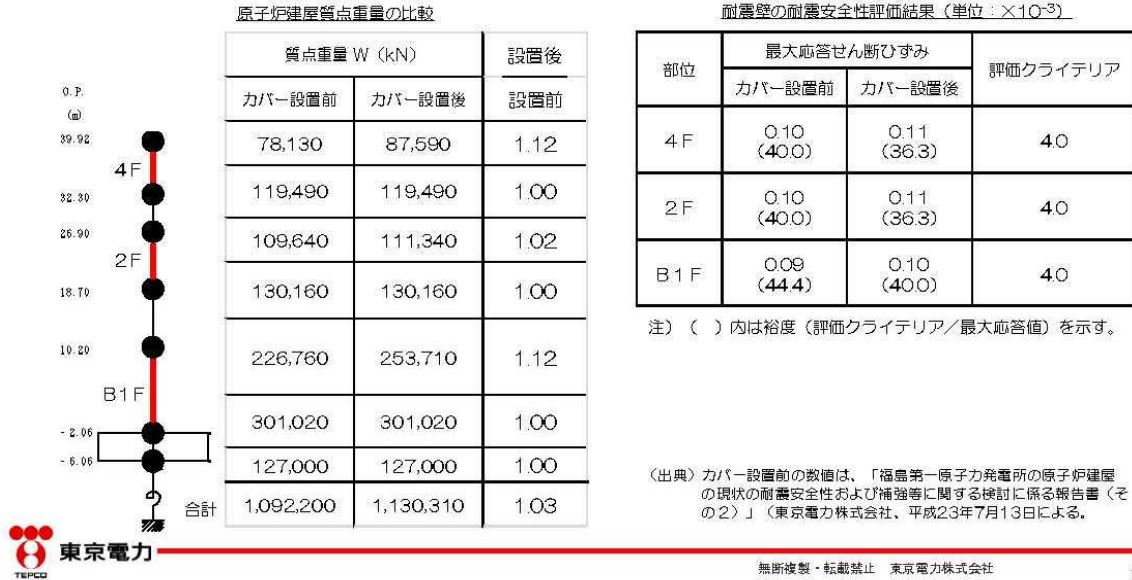 原子炉建屋質点重量の比較
質点重量 W（kN） 設置後
カバー設置前 カバー設置後 設置前
O.P.
(m)
39.92 78,130 87,590 1.12
4F
32.30 119,490 119,490 1.00
26.90 109,640 111,340 1.02
2F
18.70 130,160 130,160 1.00
10.20 226,760 253,710 1.12
B1F
-2.06 301,020 301,020 1.00
-6.06 127,000 127,000 1.00
合計 1,092,200 1,130,310 1.03
耐震壁の耐震安全性評価結果（単位：×10⁻³）
部位 最大応答せん断ひずみ 評価クライテリア
カバー設置前 カバー設置後
4F 0.10 0.11 4.0
(40.0) (36.3)
2F 0.10 0.11 4.0
(40.0) (36.3)
B1F 0.09 0.10 4.0
(44.4) (40.0)
注）（ ）内は裕度（評価クライテリア／最大応答値）を示す。
（出典）カバー設置前の数値は、「福島第一原子力発電所の原子炉建屋
の現状の耐震安全性および補強等に関する検討に係る報告書（そ
の２）」（東京電力株式会社、平成23年7月13日による。
東京電力
TEPCO
無断複製・転載禁止 東京電力株式会社